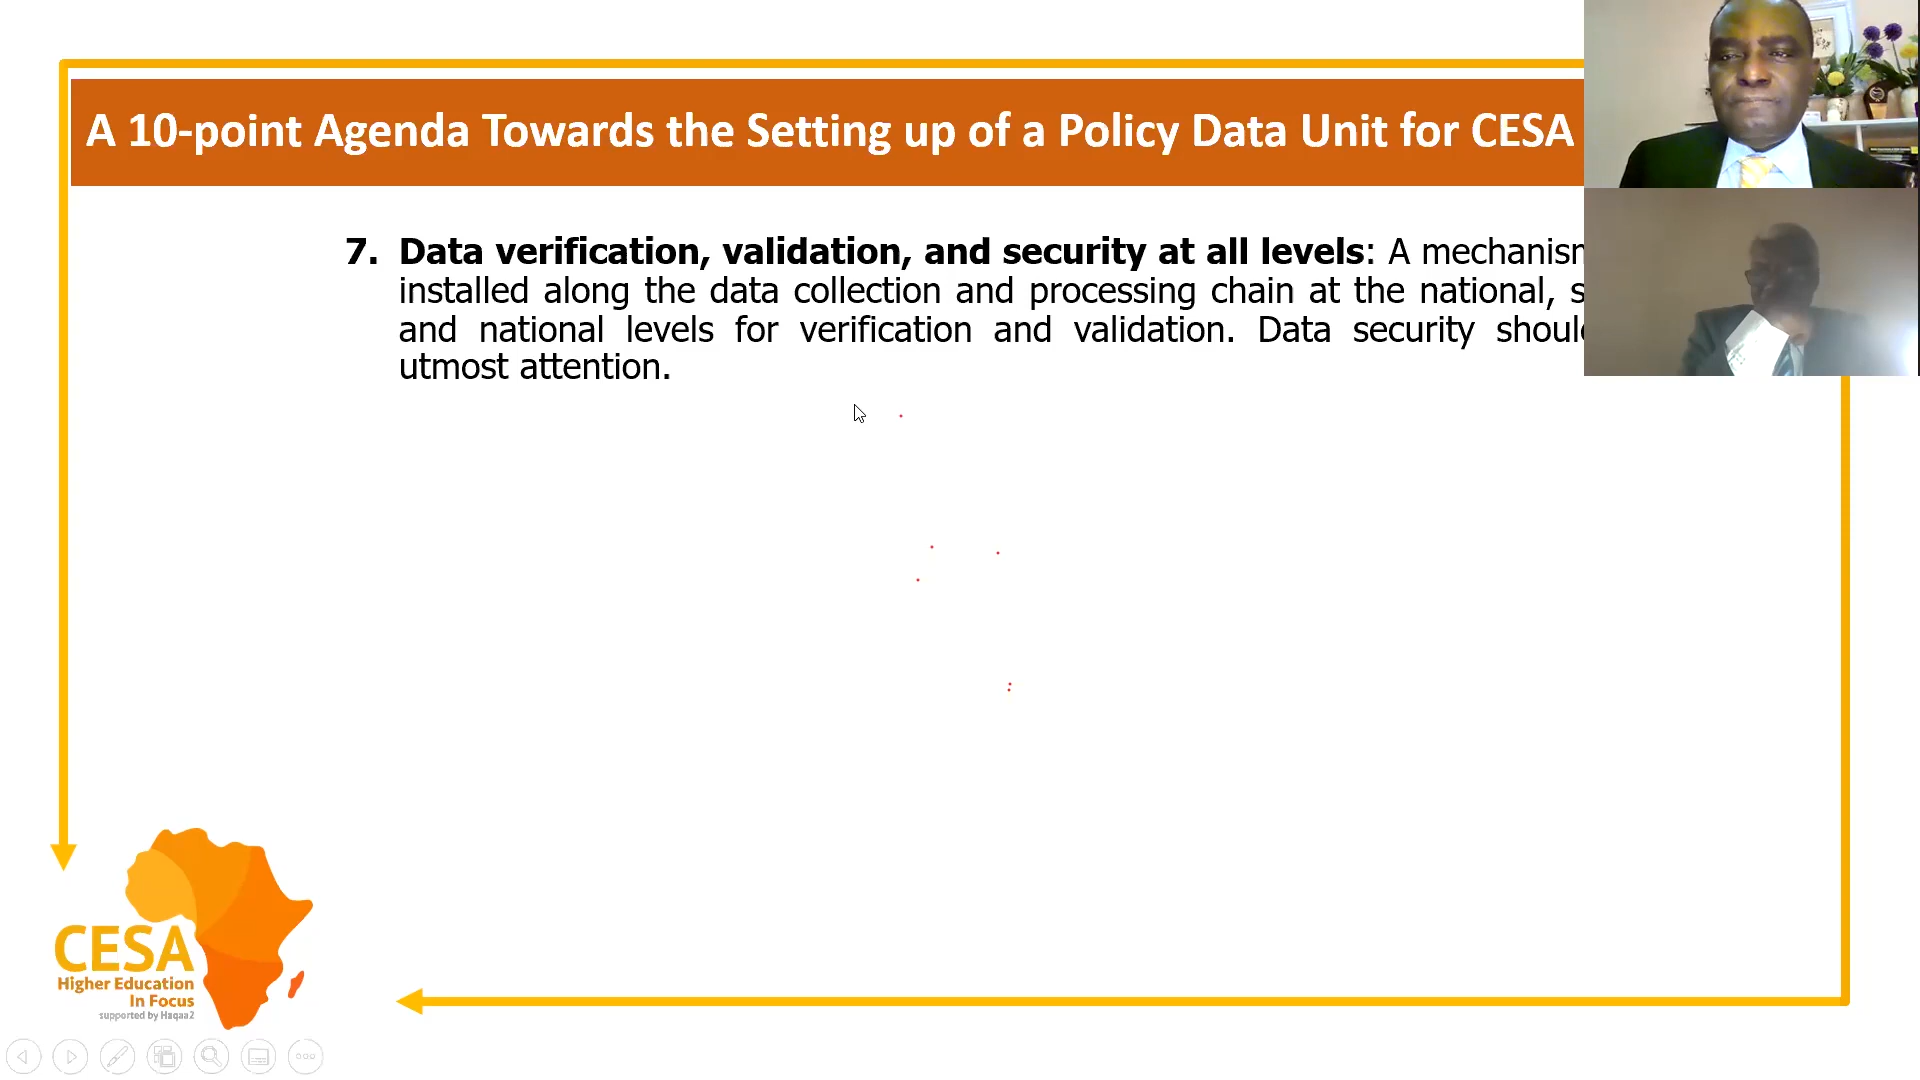 A 10-point Agenda Towards the Setting up of a Policy Data Unit for CESA
7. Data verification, validation, and security at all levels: A mechanism
installed along the data collection and processing chain at the national,
and national levels for verification and validation. Data security
utmost attention.
CESA
Higher Education
In Focus
supported by Haqaa2